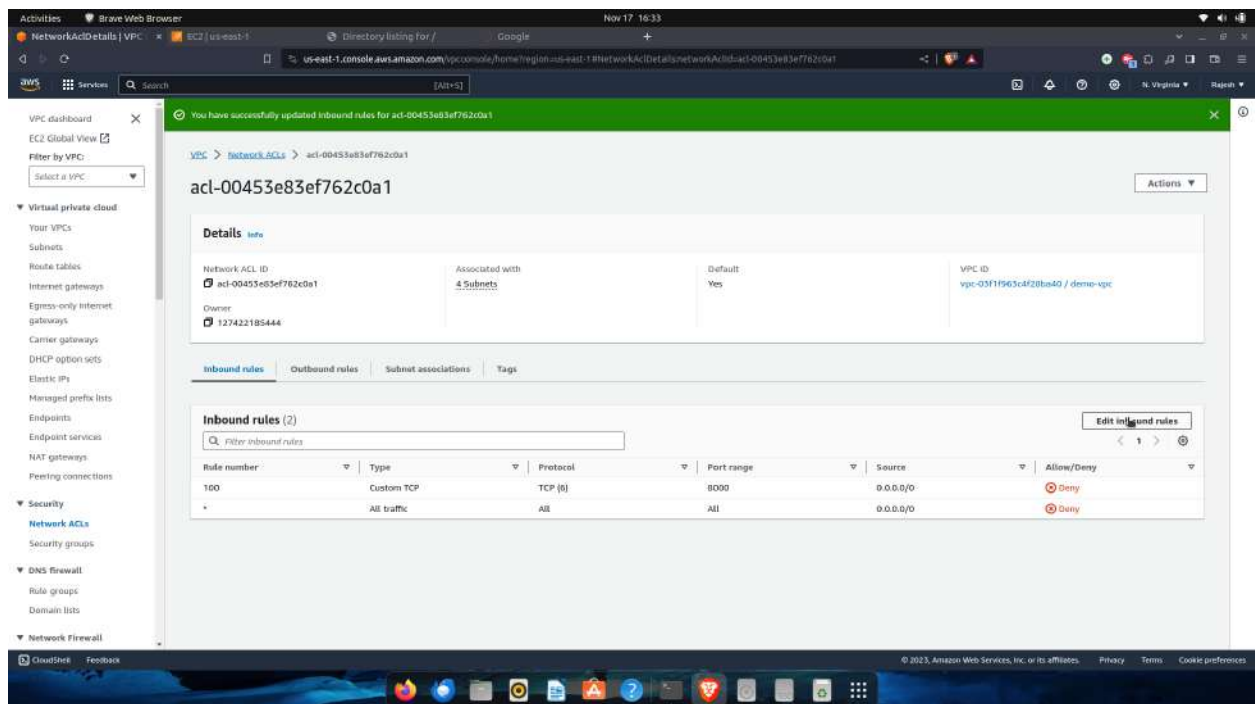 Activities Brave Web Browser Nov 17 16:33
NetworkAclDetails | VPC EC2 | us-east-1 Directory listing for / Google
us-east-1.console.aws.amazon.com/vpcconsole/home?region=us-east-1#NetworkAclDetails:networkAclId=acl-00453e83ef762c0a1
aws Services Search [Alt+S] N. Virginia Rajesh
You have successfully updated inbound rules for acl-00453e83ef762c0a1
VPC dashboard
EC2 Global View
Filter by VPC:
Select a VPC
Virtual private cloud
Your VPCs
Subnets
Route tables
Internet gateways
Egress-only internet
gateways
Carrier gateways
DHCP option sets
Elastic IPs
Managed prefix lists
Endpoints
Endpoint services
NAT gateways
Peering connections
Security
Network ACLs
Security groups
DNS firewall
Rule groups
Domain lists
Network Firewall
VPC > Network ACLs > acl-00453e83ef762c0a1
acl-00453e83ef762c0a1 Actions
Details Info
Network ACL ID Associated with Default VPC ID
acl-00453e83ef762c0a1 4 Subnets Yes vpc-03f1f963c4f28ba40 / demo-vpc
Owner
127422185444
Inbound rules Outbound rules Subnet associations Tags
Inbound rules (2) Edit inbound rules
Filter inbound rules 1
Rule number Type Protocol Port range Source Allow/Deny
100 Custom TCP TCP (6) 8000 0.0.0.0/0 Deny
* All traffic All All 0.0.0.0/0 Deny
CloudShell Feedback © 2023, Amazon Web Services, Inc. or its affiliates. Privacy Terms Cookie preferences